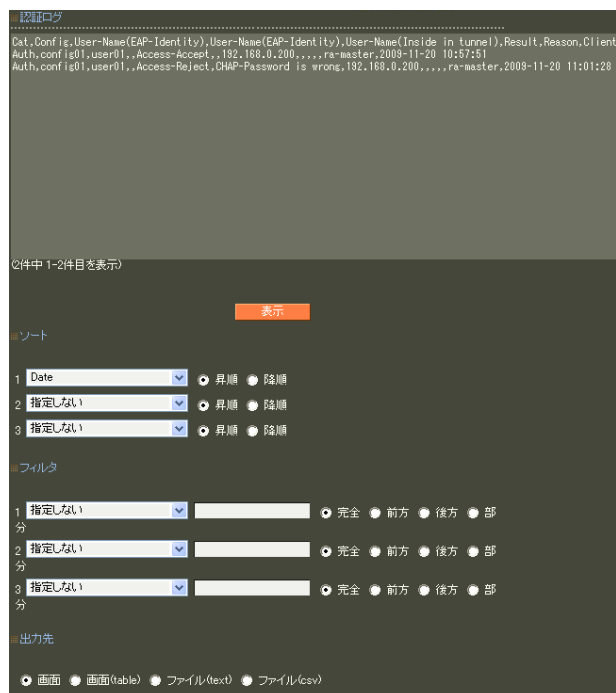 認証ログ
Cat,Config,User-Name(EAP-Identity),User-Name(EAP-Identity),User-Name(Inside in tunnel),Result,Reason,Client
Auth,config01,user01,,Access-Accept,,192.168.0.200,,,,,ra-master,2009-11-20 10:57:51
Auth,config01,user01,,Access-Reject,CHAP-Password is wrong,192.168.0.200,,,,,ra-master,2009-11-20 11:01:28
(2件中 1-2件目を表示)
表示
ソート
1 Date 昇順 降順
2 指定しない 昇順 降順
3 指定しない 昇順 降順
フィルタ
1 指定しない 完全 前方 後方 部
分
2 指定しない 完全 前方 後方 部
分
3 指定しない 完全 前方 後方 部
分
出力先
画面 画面(table) ファイル(text) ファイル(csv)